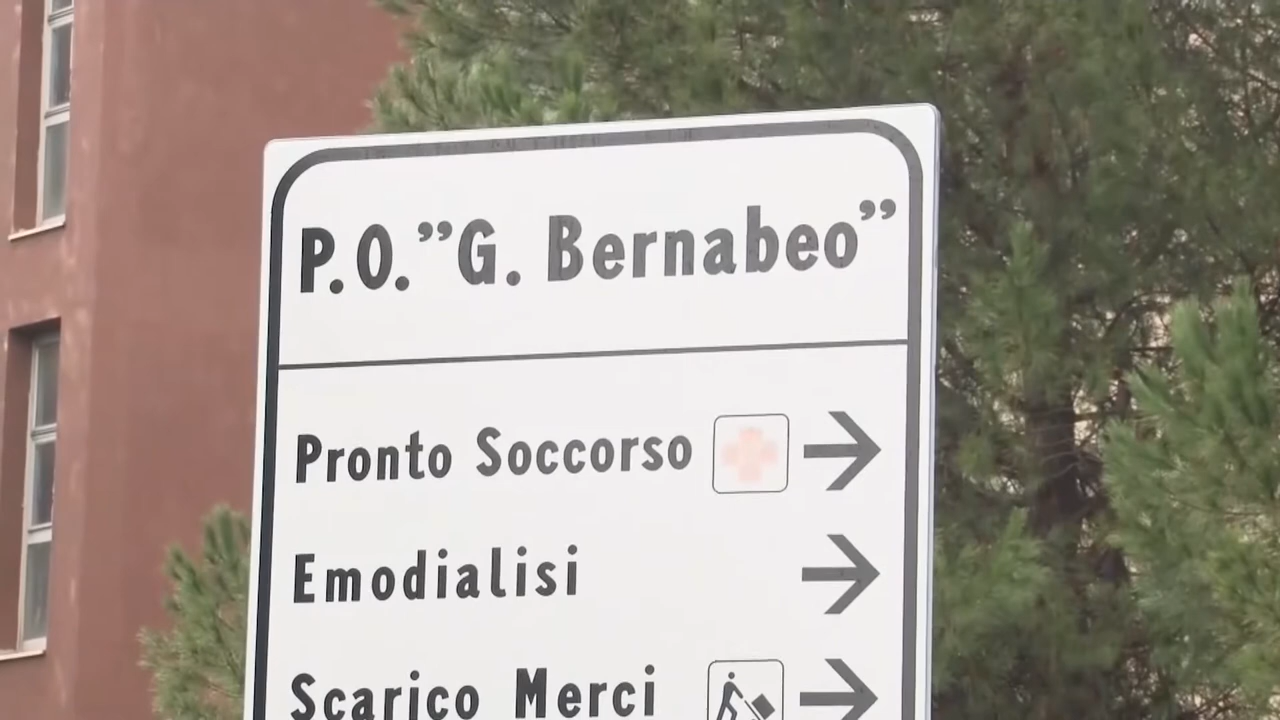 P.O.”G. Bernabeo”
Pronto Soccorso
Emodialisi
Scarico Merci